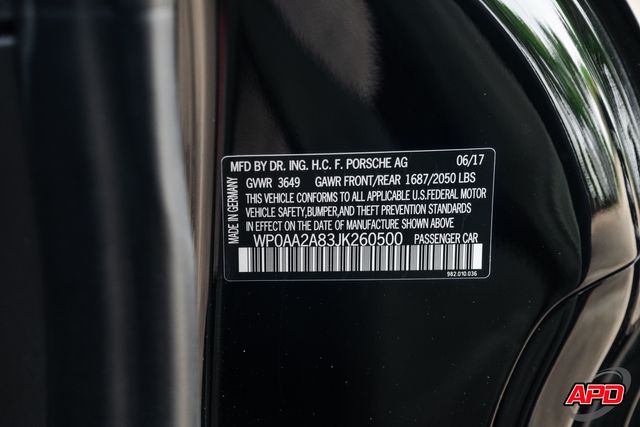 MFD BY DR. ING. H.C. F. PORSCHE AG 06/17
MADE IN GERMANY
GVWR 3649 GAWR FRONT/REAR 1687/2050 LBS
THIS VEHICLE CONFORMS TO ALL
APPLICABLE U.S.FEDERAL MOTOR
VEHICLE SAFETY,BUMPER,AND THEFT PREVENTION STANDARDS
IN EFFECT ON THE DATE OF MANUFACTURE SHOWN ABOVE
WP0AA2A83JK260500 PASSENGER CAR
982.010.036
APD